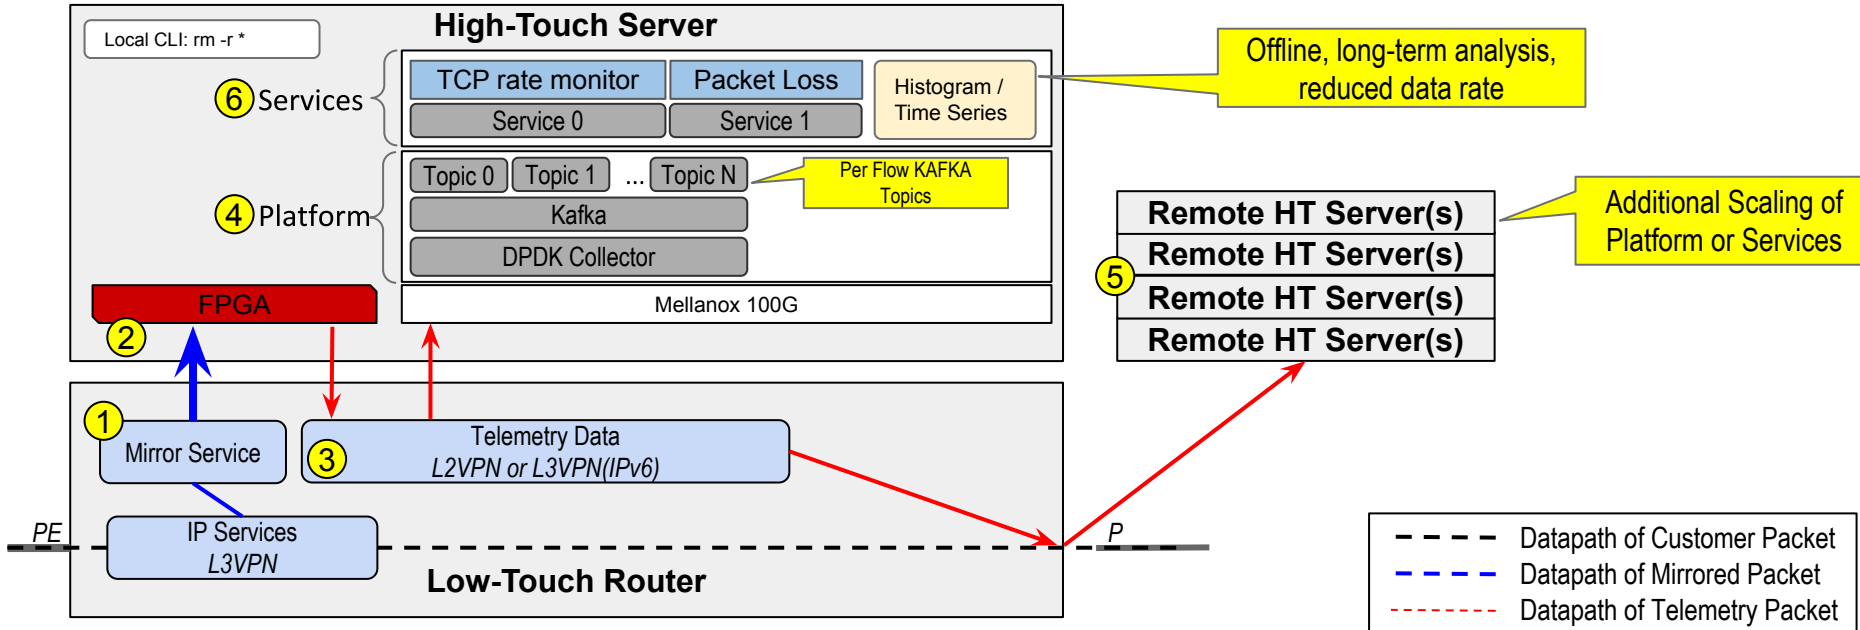 High-Touch Server
Local CLI: rm -r *
6 Services
TCP rate monitor
Packet Loss
Service 0
Service 1
Histogram /
Time Series
Offline, long-term analysis,
reduced data rate
4 Platform
Topic 0
Topic 1
...
Topic N
Per Flow KAFKA
Topics
Kafka
DPDK Collector
FPGA
2
Mellanox 100G
Remote HT Server(s)
Remote HT Server(s)
Remote HT Server(s)
Remote HT Server(s)
5
Additional Scaling of
Platform or Services
1
Mirror Service
3
Telemetry Data
L2VPN or L3VPN(IPv6)
PE
IP Services
L3VPN
P
Low-Touch Router
Datapath of Customer Packet
Datapath of Mirrored Packet
Datapath of Telemetry Packet